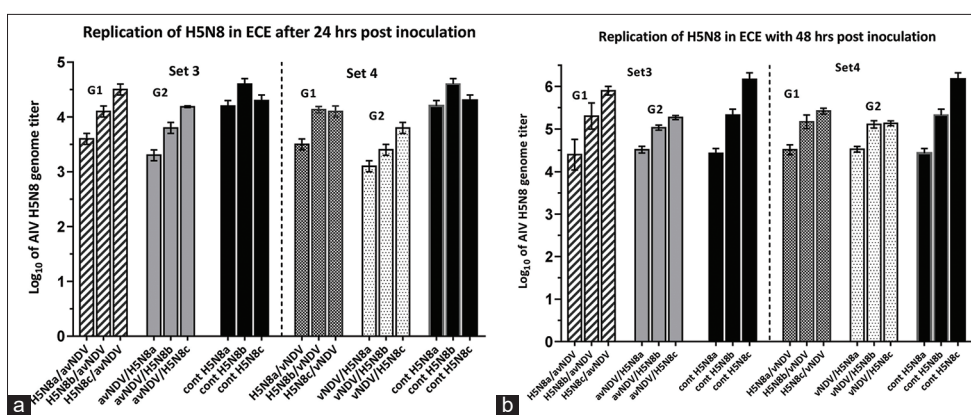 Replication of H5N8 in ECE after 24 hrs post inoculation
Set 3
Set 4
G1
G2
G1
G2
Log10 of AIV H5N8 genome titer
5
4
3
2
1
0
H5N8a/avNDV
H5N8b/avNDV
H5N8c/avNDV
avNDV/H5N8a
avNDV/H5N8b
avNDV/H5N8c
cont H5N8a
cont H5N8b
cont H5N8c
H5N8a/vNDV
H5N8b/vNDV
H5N8c/vNDV
vNDV/H5N8a
vNDV/H5N8b
vNDV/H5N8c
cont H5N8a
cont H5N8b
cont H5N8c
a
Replication of H5N8 in ECE with 48 hrs post inoculation
Set3
Set4
G1
G2
G1
G2
Log10 of AIV H5N8 genome titer
6
5
4
3
2
1
0
H5N8a/avNDV
H5N8b/avNDV
H5N8c/avNDV
avNDV/H5N8a
avNDV/H5N8b
avNDV/H5N8c
cont H5N8a
cont H5N8b
cont H5N8c
H5N8a/vNDV
H5N8b/vNDV
H5N8c/vNDV
vNDV/H5N8a
vNDV/H5N8b
vNDV/H5N8c
cont H5N8a
cont H5N8b
cont H5N8c
b